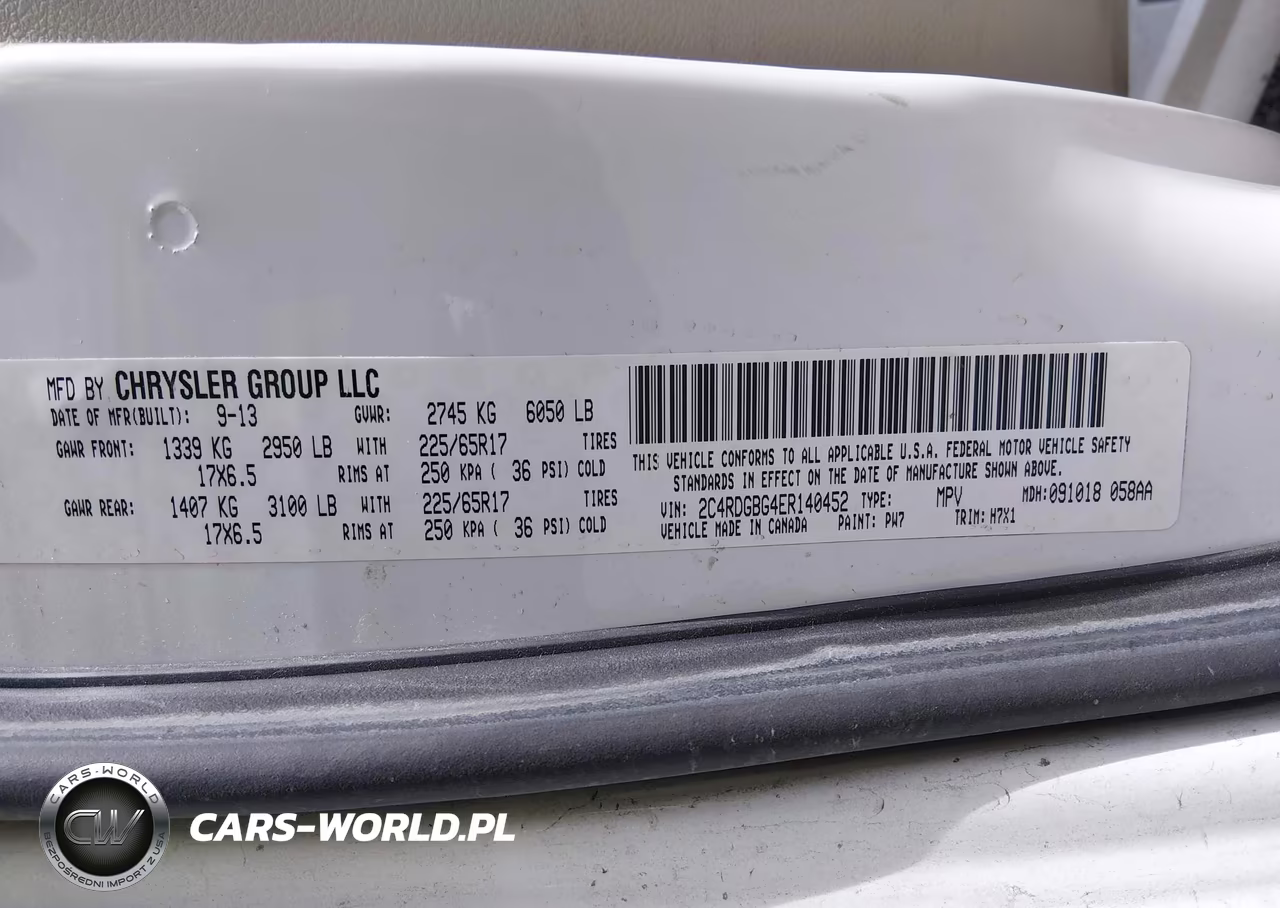 MFD BY CHRYSLER GROUP LLC
DATE OF MFR(BUILT): 9-13 GVWR: 2745 KG 6050 LB
GAWR FRONT: 1339 KG 2950 LB WITH 225/65R17 TIRES
17X6.5 RIMS AT 250 KPA ( 36 PSI) COLD
GAWR REAR: 1407 KG 3100 LB WITH 225/65R17 TIRES
17X6.5 RIMS AT 250 KPA ( 36 PSI) COLD
THIS VEHICLE CONFORMS TO ALL APPLICABLE U.S.A. FEDERAL MOTOR VEHICLE SAFETY
STANDARDS IN EFFECT ON THE DATE OF MANUFACTURE SHOWN ABOVE.
VIN: 2C4RDGBG4ER140452 TYPE: MPV MDH:091018 058AA
VEHICLE MADE IN CANADA PAINT: PW7 TRIM: H7X1
CARS-WORLD
CW
BEZPOŚREDNI IMPORT Z USA
CARS-WORLD.PL